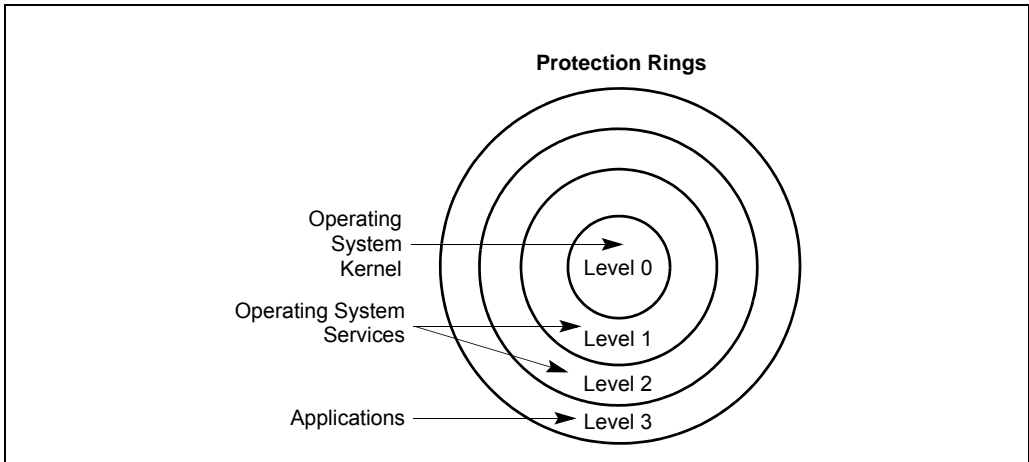 Protection Rings
Operating
System
Kernel
Level 0
Operating System
Services
Level 1
Level 2
Applications
Level 3